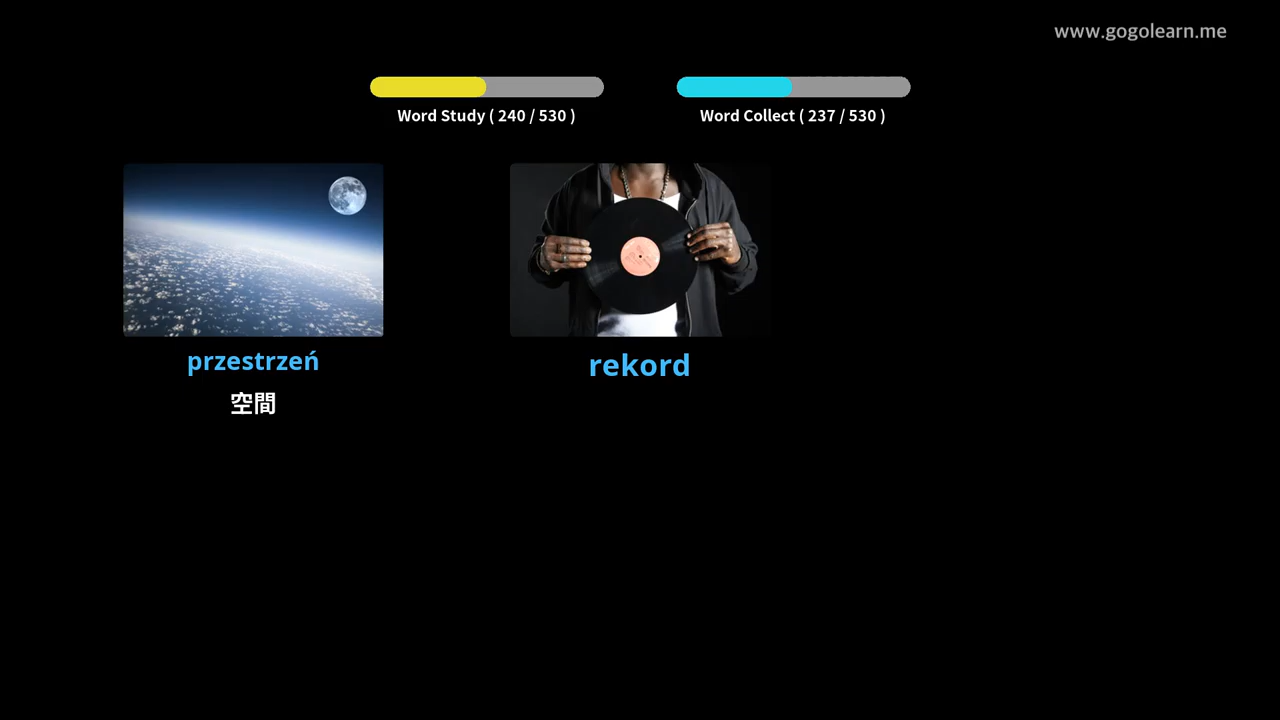 www.gogolearn.me
Word Study ( 240 / 530 )
Word Collect ( 237 / 530 )
przestrzeń
rekord
空間